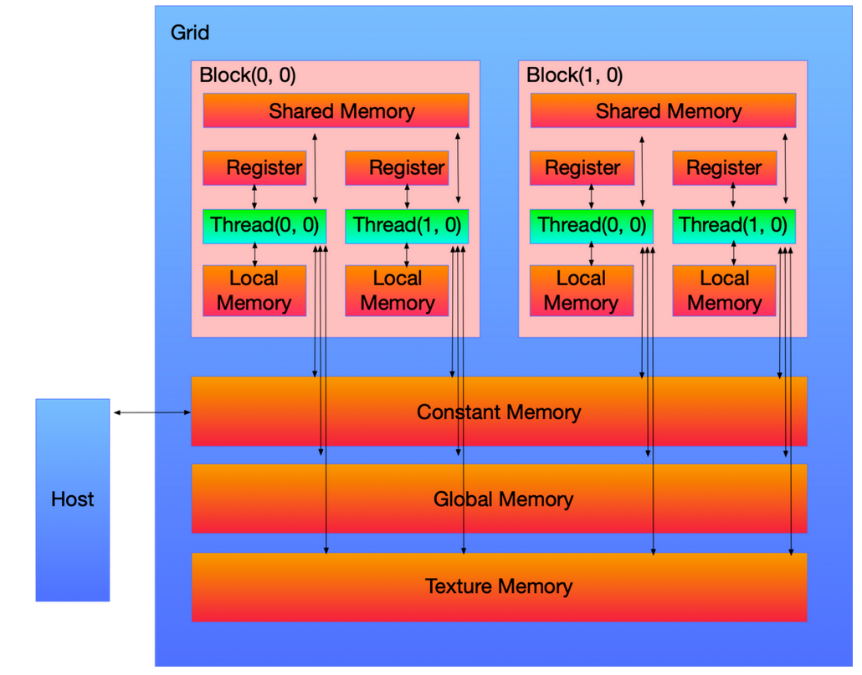 Grid
Block(0, 0)
Shared Memory
Register
Register
Thread(0, 0)
Thread(1, 0)
Local
Memory
Local
Memory
Block(1, 0)
Shared Memory
Register
Register
Thread(0, 0)
Thread(1, 0)
Local
Memory
Local
Memory
Host
Constant Memory
Global Memory
Texture Memory